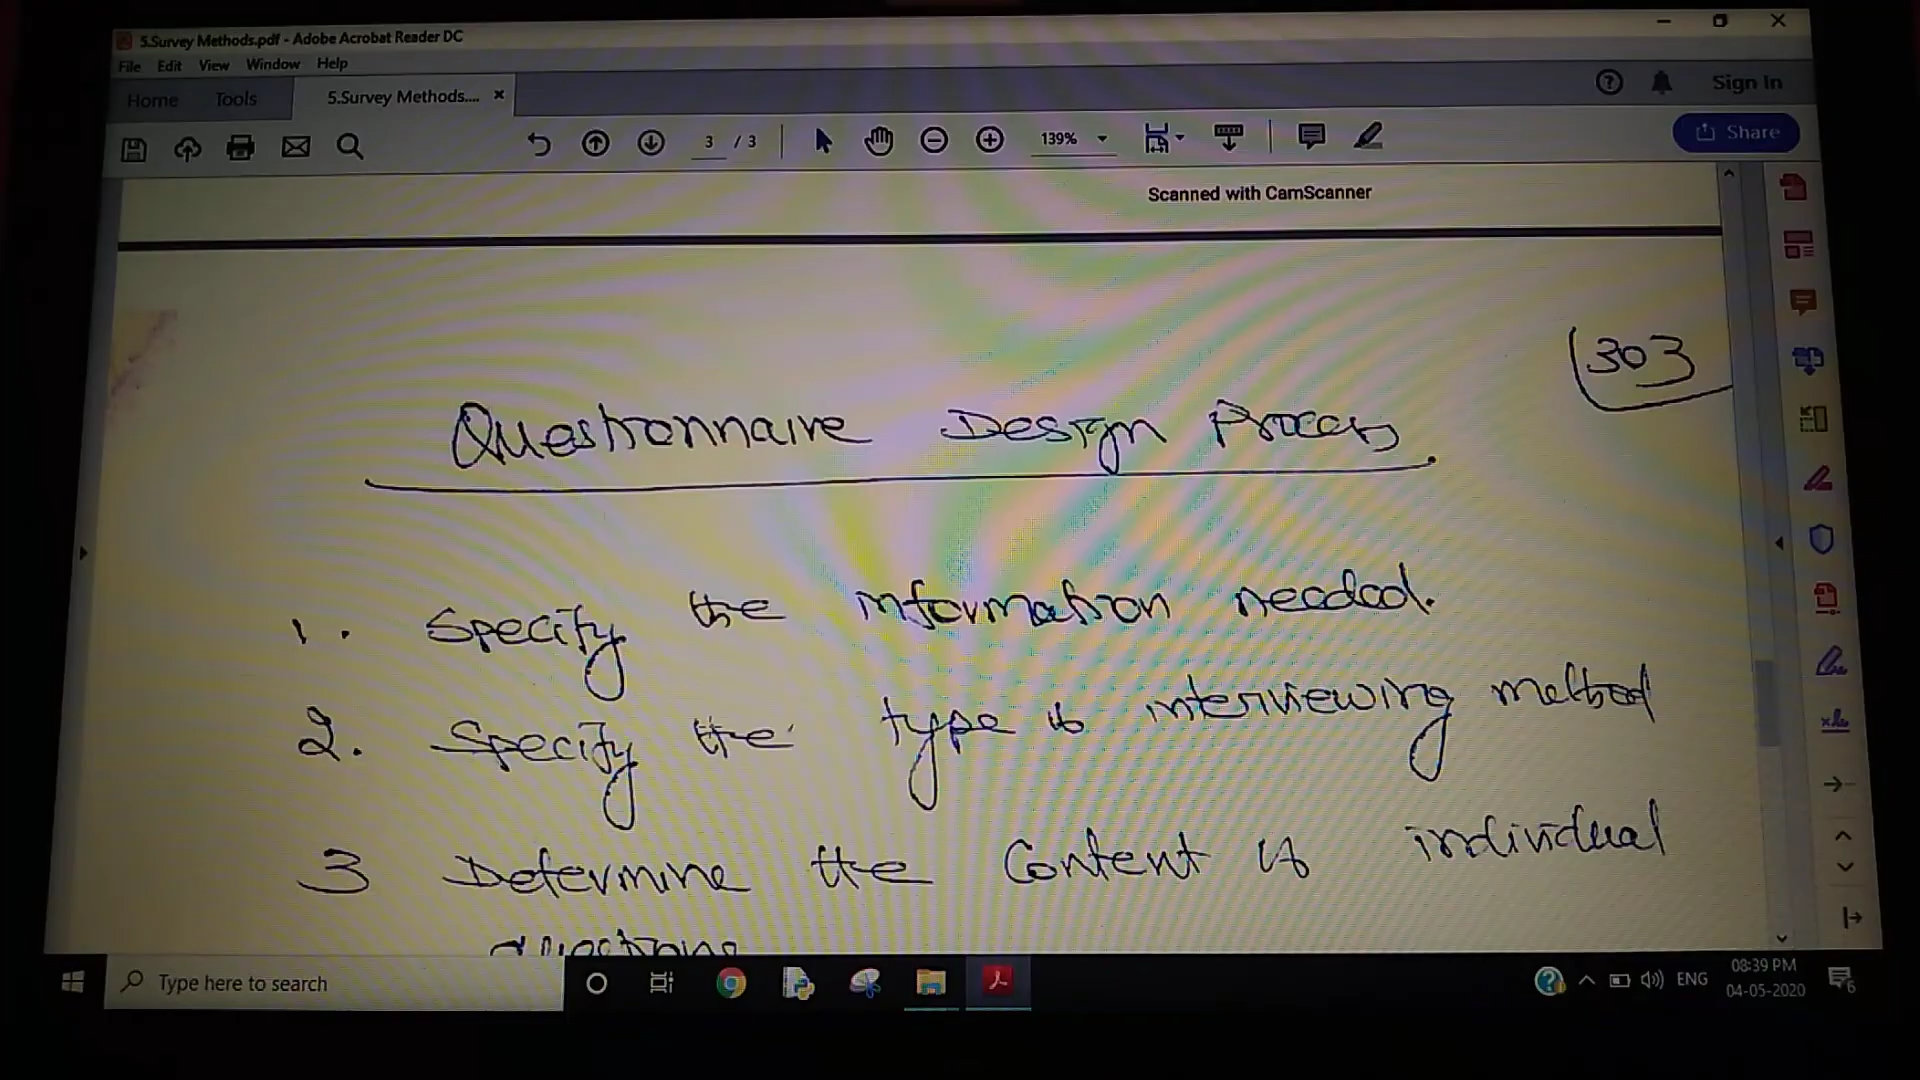 5.Survey Methods.pdf - Adobe Acrobat Reader DC
File Edit View Window Help
Home Tools 5.Survey Methods.... × Sign In
3 / 3 139% Share
Scanned with CamScanner
303
Questionnaire Design Process
1. Specify the information needed.
2. Specify the type of interviewing method
3 Determine the Content of individual
questions
Type here to search
ENG
08:39 PM
04-05-2020
6